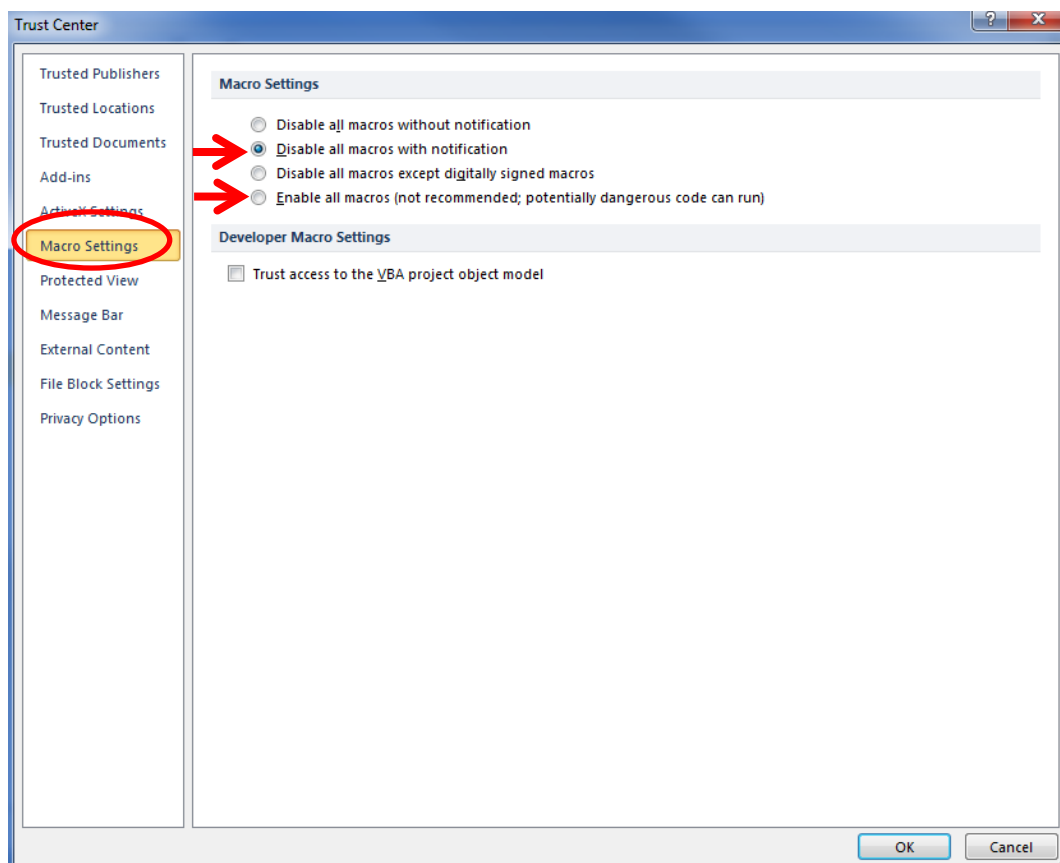 Trust Center
Trusted Publishers
Trusted Locations
Trusted Documents
Add-ins
ActiveX Settings
Macro Settings
Protected View
Message Bar
External Content
File Block Settings
Privacy Options
Macro Settings
Disable all macros without notification
Disable all macros with notification
Disable all macros except digitally signed macros
Enable all macros (not recommended; potentially dangerous code can run)
Developer Macro Settings
Trust access to the VBA project object model
OK
Cancel